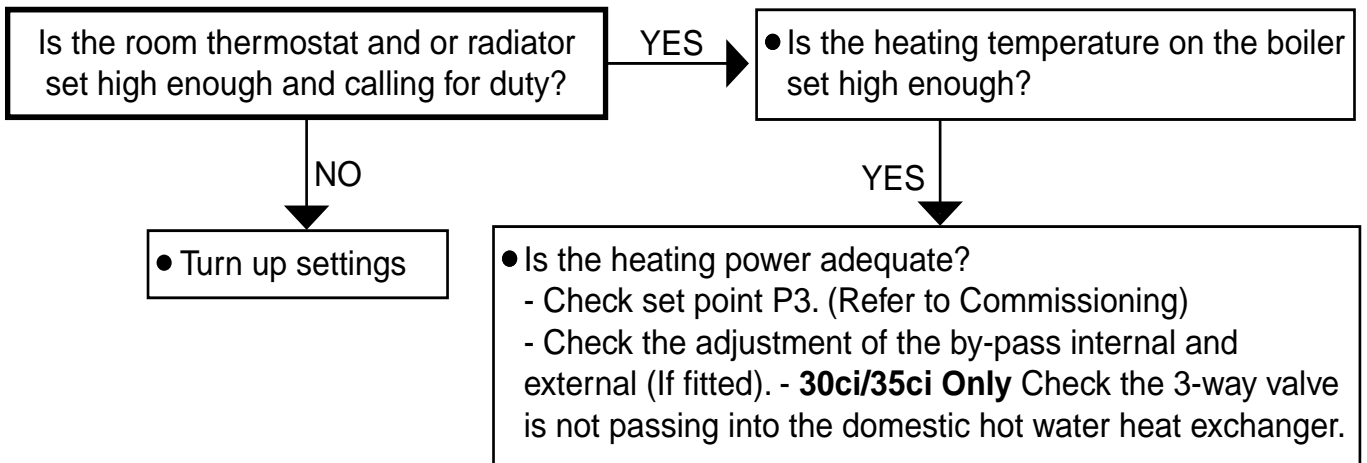 Is the room thermostat and or radiator
set high enough and calling for duty?
YES
● Is the heating temperature on the boiler
set high enough?
NO
YES
● Turn up settings
● Is the heating power adequate?
- Check set point P3. (Refer to Commissioning)
- Check the adjustment of the by-pass internal and
external (If fitted). - 30ci/35ci Only Check the 3-way valve
is not passing into the domestic hot water heat exchanger.